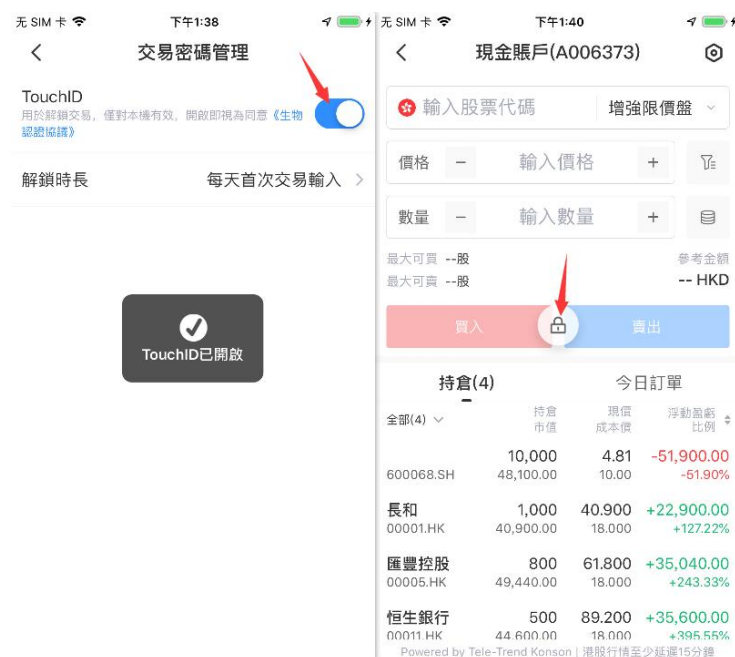 无 SIM 卡 下午1:38
交易密碼管理
TouchID
用於解鎖交易，僅對本機有效，開啟即視為同意《生物
認證協議》
解鎖時長 每天首次交易輸入
TouchID已開啟
无 SIM 卡 下午1:40
現金賬戶(A006373)
輸入股票代碼 增強限價盤
價格 − 輸入價格 +
數量 − 輸入數量 +
最大可買 --股 參考金額
最大可賣 --股 -- HKD
買入 賣出
持倉(4) 今日訂單
全部(4) 持倉 現價 浮動盈虧
市值 成本價 比例
10,000 4.81 -51,900.00
600068.SH 48,100.00 10.00 -51.90%
長和 1,000 40.900 +22,900.00
00001.HK 40,900.00 18.000 +127.22%
匯豐控股 800 61.800 +35,040.00
00005.HK 49,440.00 18.000 +243.33%
恒生銀行 500 89.200 +35,600.00
00011.HK 44,600.00 18.000 +395.55%
Powered by Tele-Trend Konson | 港股行情至少延遲15分鐘